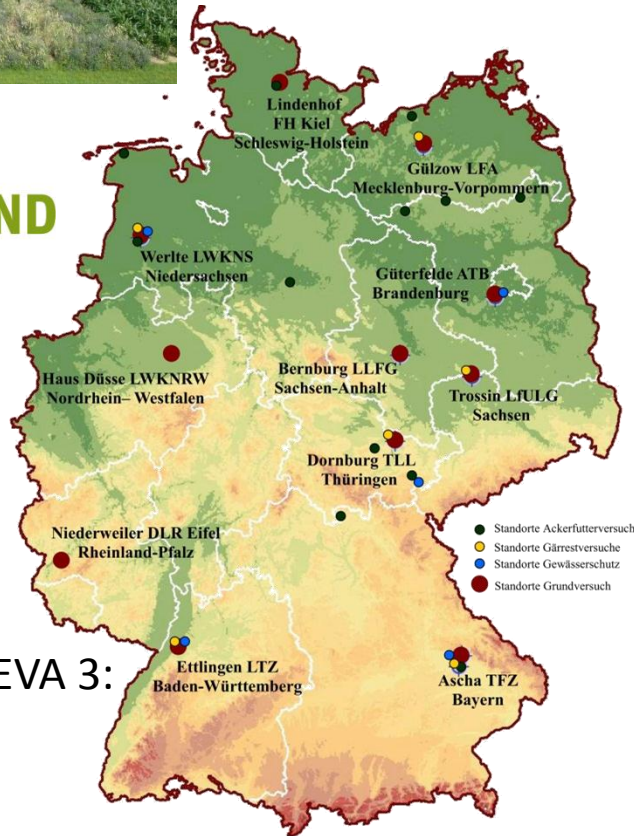 Lindenhof
FH Kiel
Schleswig-Holstein
Gülzow LFA
Mecklenburg-Vorpommern
ND
Werlte LWKNS
Niedersachsen
Güterfelde ATB
Brandenburg
Haus Düsse LWKNRW
Nordrhein– Westfalen
Bernburg LLFG
Sachsen-Anhalt
Trossin LfULG
Sachsen
Dornburg TLL
Thüringen
Niederweiler DLR Eifel
Rheinland-Pfalz
Standorte Ackerfutterversuch
Standorte Gärrestversuche
Standorte Gewässerschutz
Standorte Grundversuch
EVA 3:
Ettlingen LTZ
Baden-Württemberg
Ascha TFZ
Bayern